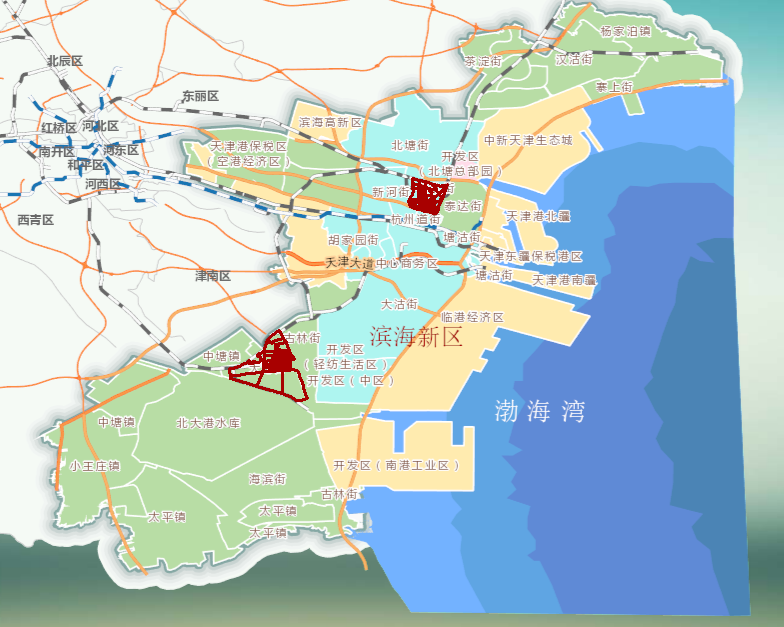 杨家泊镇
茶淀街
汉沽街
北辰区
寨上街
东丽区
滨海高新区
红桥区
河北区
天津港保税区
（空港经济区）
北塘街
中新天津生态城
南开区
河东区
开发区
（北塘总部园）
和平区
河西区
新河街
街
泰达街
西青区
杭州道街
天津港北疆
胡家园街
塘沽街
天津东疆保税港区
天津大道
中心商务区
津南区
塘沽街
天津港南疆
大沽街
临港经济区
滨海新区
古林街
中塘镇
开发区
（轻纺生活区）
开发区（中区）
渤海湾
中塘镇
北大港水库
小王庄镇
开发区（南港工业区）
海滨街
古林街
太平镇
太平镇
太平镇